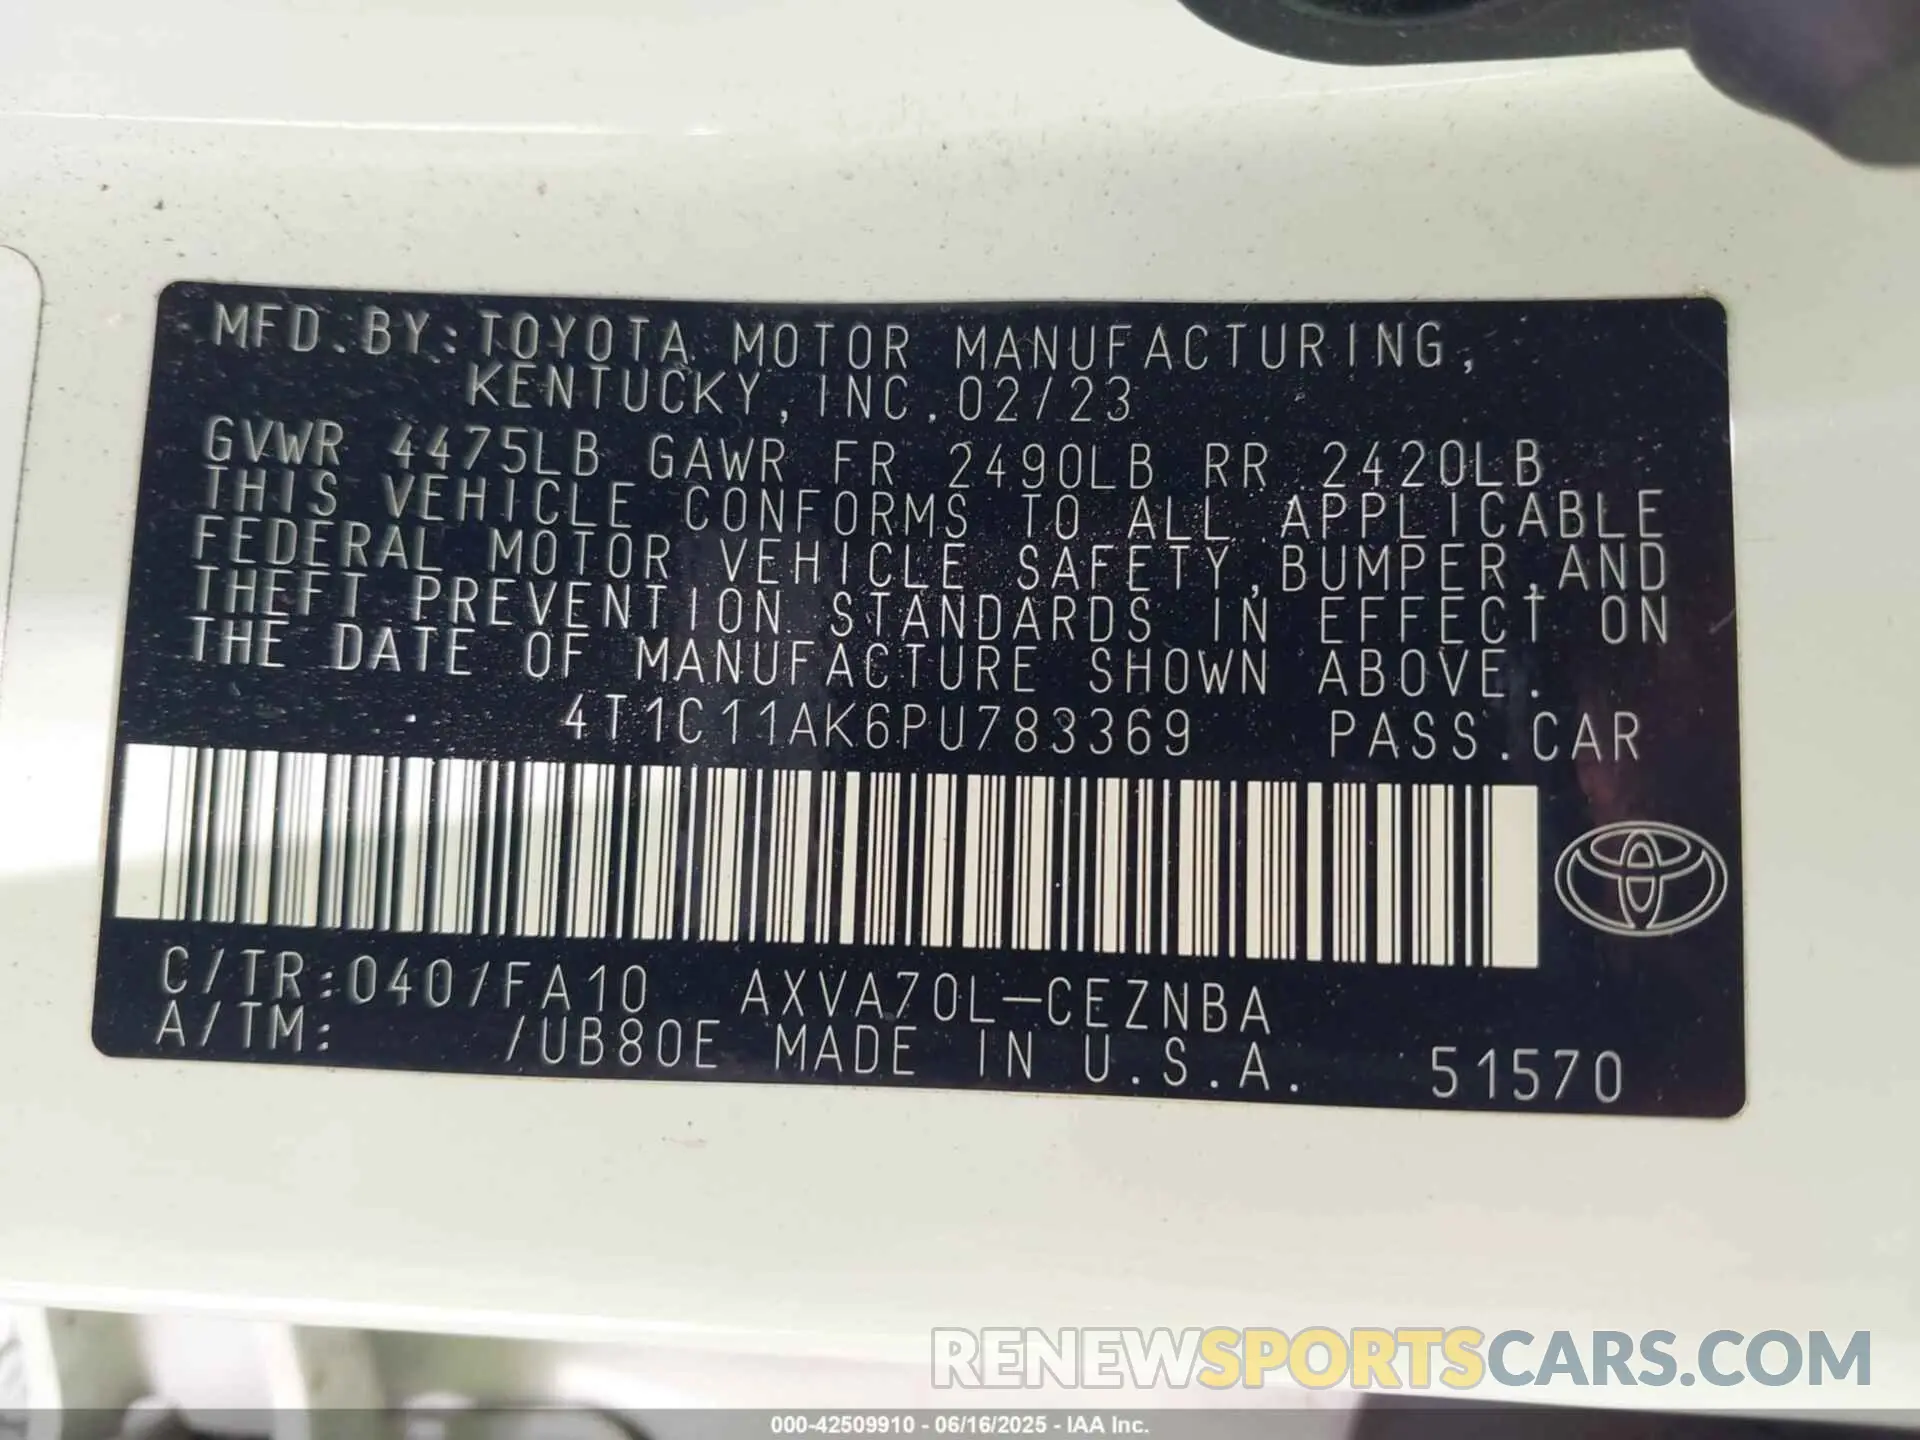 MFD.BY:TOYOTA MOTOR MANUFACTURING,
KENTUCKY,INC.02/23
GVWR 4475LB GAWR FR 2490LB RR 2420LB
THIS VEHICLE CONFORMS TO ALL APPLICABLE
FEDERAL MOTOR VEHICLE SAFETY,BUMPER,AND
THEFT PREVENTION STANDARDS IN EFFECT ON
THE DATE OF MANUFACTURE SHOWN ABOVE.
4T1C11AK6PU783369 PASS.CAR
C/TR:040/FA10 AXVA70L-CEZNBA
A/TM: /UB80E MADE IN U.S.A. 51570
RENEWSPORTSCARS.COM
000-42509910 - 06/16/2025 - IAA Inc.